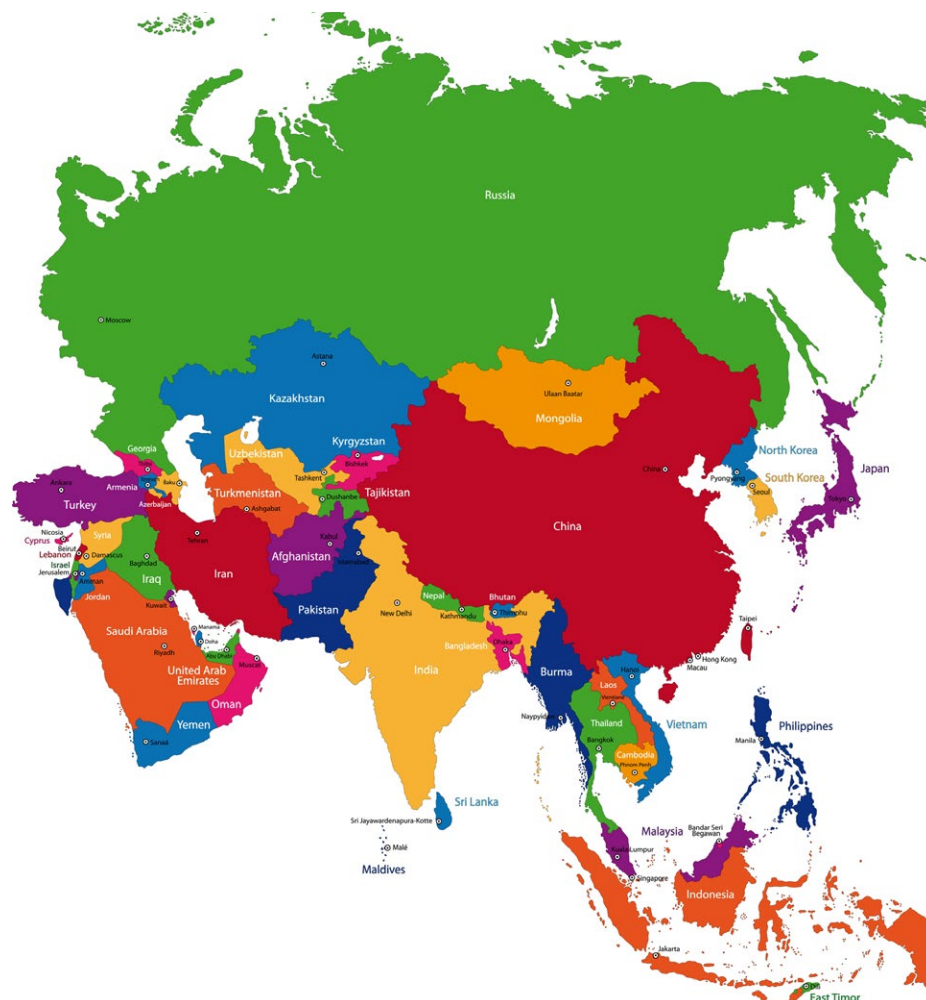 Russia
Moscow
Astana
Kazakhstan
Ulaan Baatar
Mongolia
Georgia
Kyrgyzstan
Bishkek
Uzbekistan
Tashkent
North Korea
Pyongyang
South Korea
Seoul
Japan
Tokyo
China
Ankara
Turkey
Armenia
Baku
Azerbaijan
Turkmenistan
Ashgabat
Dushanbe
Tajikistan
China
Nicosia
Cyprus
Syria
Beirut
Lebanon
Damascus
Israel
Jerusalem
Amman
Jordan
Baghdad
Iraq
Tehran
Iran
Kabul
Afghanistan
Islamabad
Pakistan
Kuwait
New Delhi
Nepal
Kathmandu
Bhutan
Thimphu
Saudi Arabia
Riyadh
Manama
Doha
Abu Dhabi
Muscat
United Arab
Emirates
Oman
Yemen
Sanaá
India
Bangladesh
Dhaka
Burma
Naypyidaw
Taipei
Hong Kong
Macau
Hanoi
Laos
Vientiane
Thailand
Bangkok
Vietnam
Cambodia
Phnom Penh
Philippines
Manila
Sri Lanka
Sri Jayawardenapura-Kotte
Malé
Maldives
Malaysia
Bandar Seri
Begawan
Kuala Lumpur
Singapore
Indonesia
Jakarta
Dili
East Timor